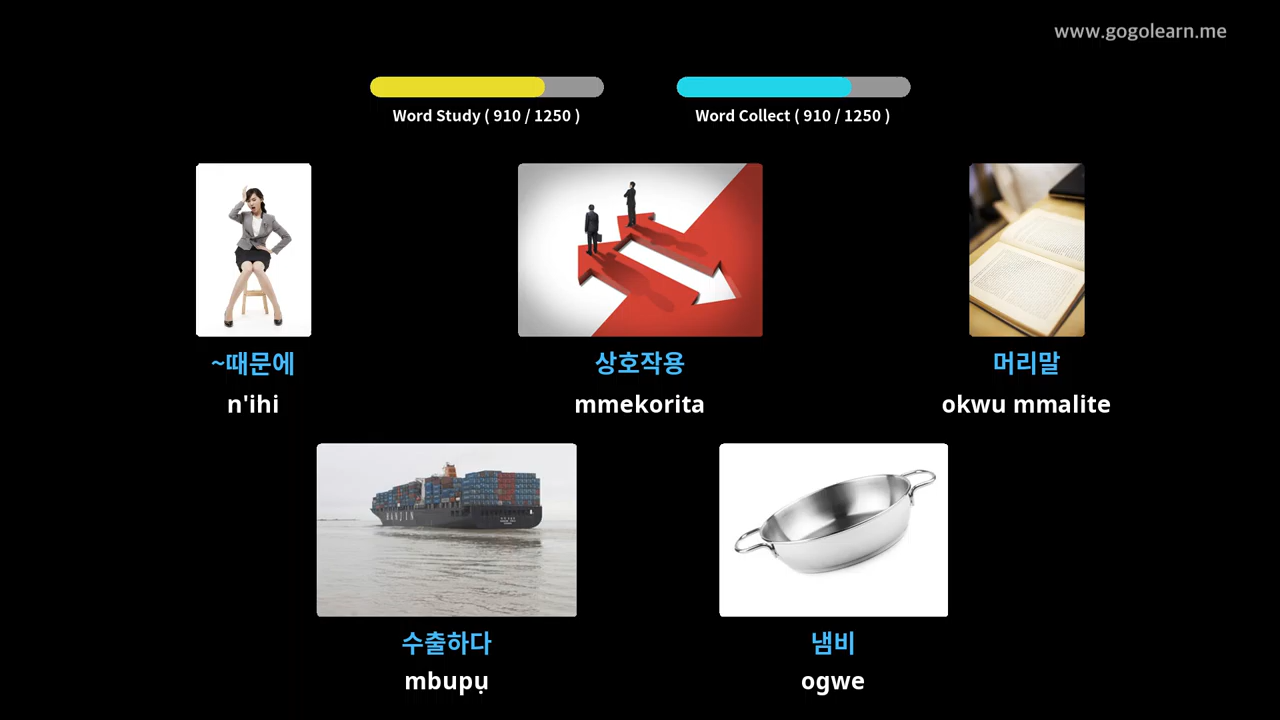 www.gogolearn.me
Word Study ( 910 / 1250 )
Word Collect ( 910 / 1250 )
~때문에
n'ihi
상호작용
mmekorita
머리말
okwu mmalite
HANJIN
수출하다
mbupụ
냄비
ogwe